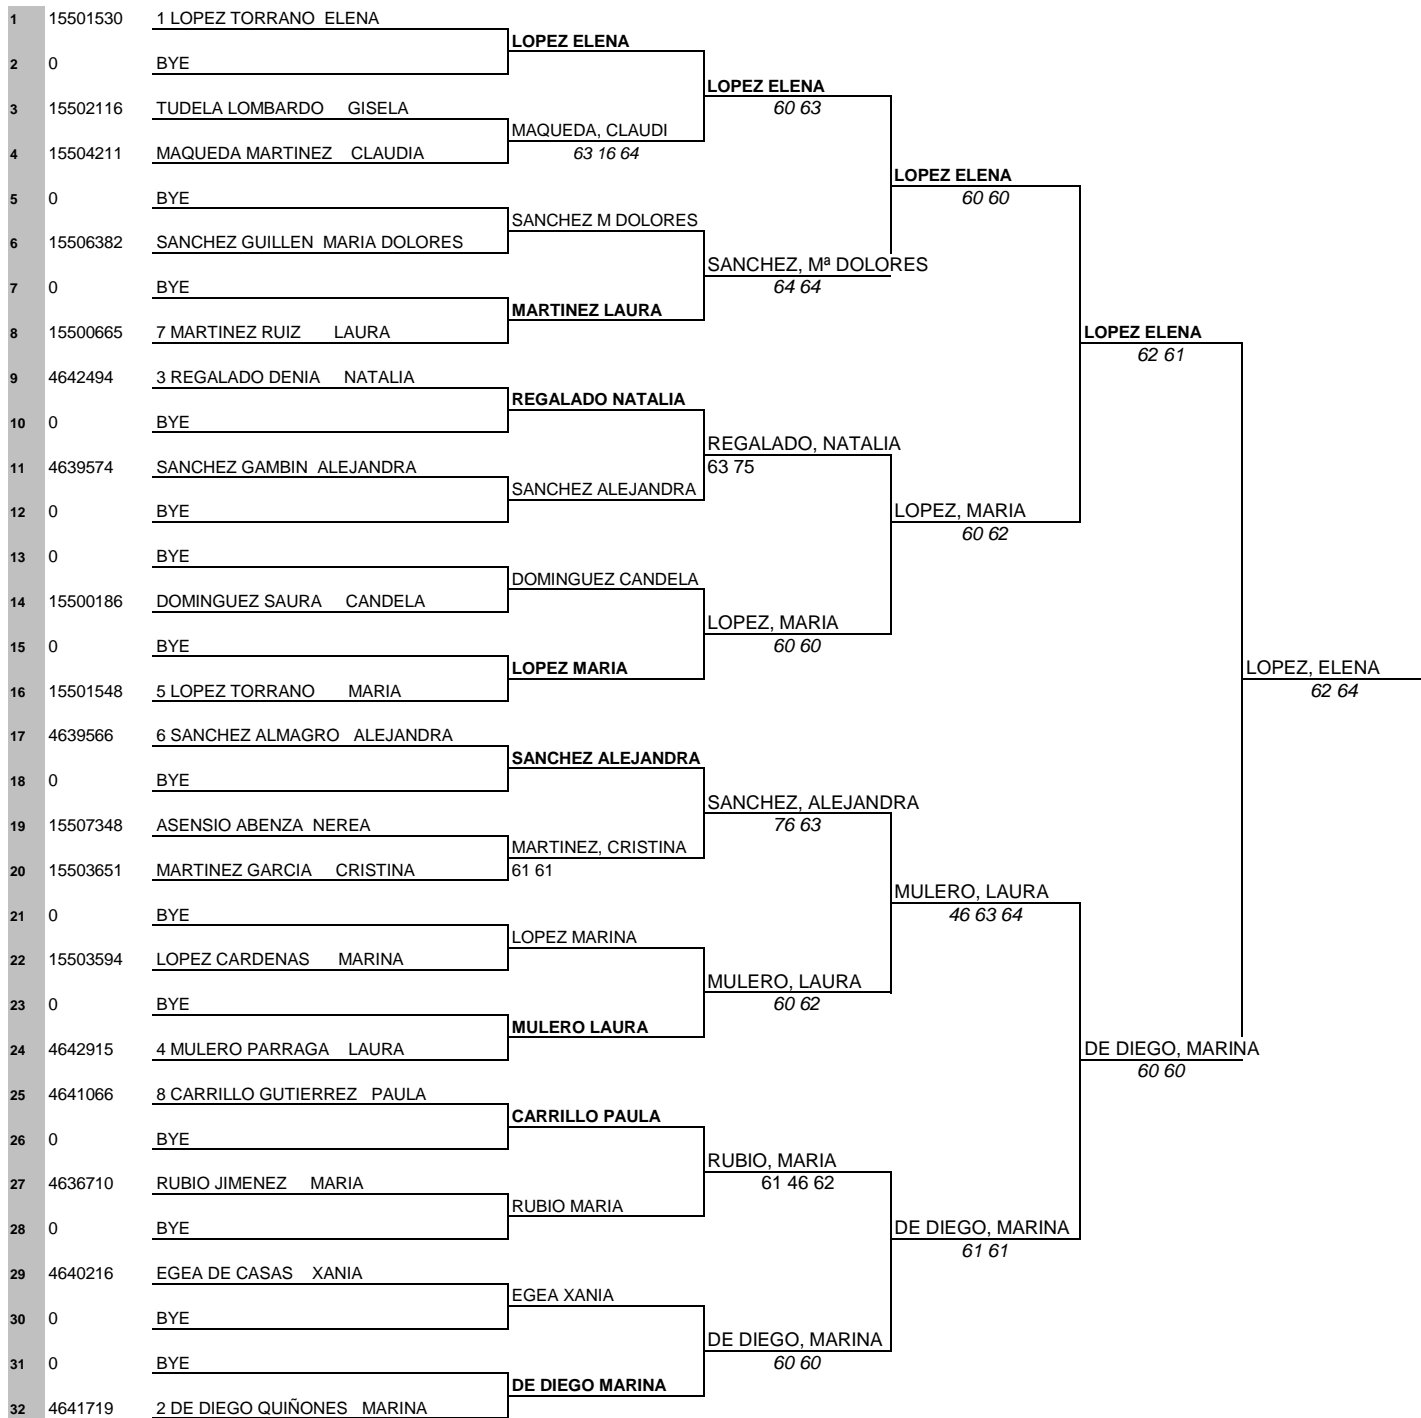 1 15501530 1 LOPEZ TORRANO ELENA
LOPEZ ELENA
2 0 BYE
LOPEZ ELENA
3 15502116 TUDELA LOMBARDO GISELA 60 63
MAQUEDA, CLAUDI
4 15504211 MAQUEDA MARTINEZ CLAUDIA 63 16 64
LOPEZ ELENA
5 0 BYE 60 60
SANCHEZ M DOLORES
6 15506382 SANCHEZ GUILLEN MARIA DOLORES
SANCHEZ, Mª DOLORES
7 0 BYE 64 64
MARTINEZ LAURA
8 15500665 7 MARTINEZ RUIZ LAURA LOPEZ ELENA
62 61
9 4642494 3 REGALADO DENIA NATALIA
REGALADO NATALIA
10 0 BYE
REGALADO, NATALIA
11 4639574 SANCHEZ GAMBIN ALEJANDRA 63 75
SANCHEZ ALEJANDRA
12 0 BYE LOPEZ, MARIA
60 62
13 0 BYE
DOMINGUEZ CANDELA
14 15500186 DOMINGUEZ SAURA CANDELA
LOPEZ, MARIA
15 0 BYE 60 60
LOPEZ MARIA LOPEZ, ELENA
16 15501548 5 LOPEZ TORRANO MARIA 62 64
17 4639566 6 SANCHEZ ALMAGRO ALEJANDRA
SANCHEZ ALEJANDRA
18 0 BYE
SANCHEZ, ALEJANDRA
19 15507348 ASENSIO ABENZA NEREA 76 63
MARTINEZ, CRISTINA
20 15503651 MARTINEZ GARCIA CRISTINA 61 61
MULERO, LAURA
21 0 BYE 46 63 64
LOPEZ MARINA
22 15503594 LOPEZ CARDENAS MARINA
MULERO, LAURA
23 0 BYE 60 62
MULERO LAURA
24 4642915 4 MULERO PARRAGA LAURA DE DIEGO, MARINA
60 60
25 4641066 8 CARRILLO GUTIERREZ PAULA
CARRILLO PAULA
26 0 BYE
RUBIO, MARIA
27 4636710 RUBIO JIMENEZ MARIA 61 46 62
RUBIO MARIA
28 0 BYE DE DIEGO, MARINA
61 61
29 4640216 EGEA DE CASAS XANIA
EGEA XANIA
30 0 BYE
DE DIEGO, MARINA
31 0 BYE 60 60
DE DIEGO MARINA
32 4641719 2 DE DIEGO QUIÑONES MARINA